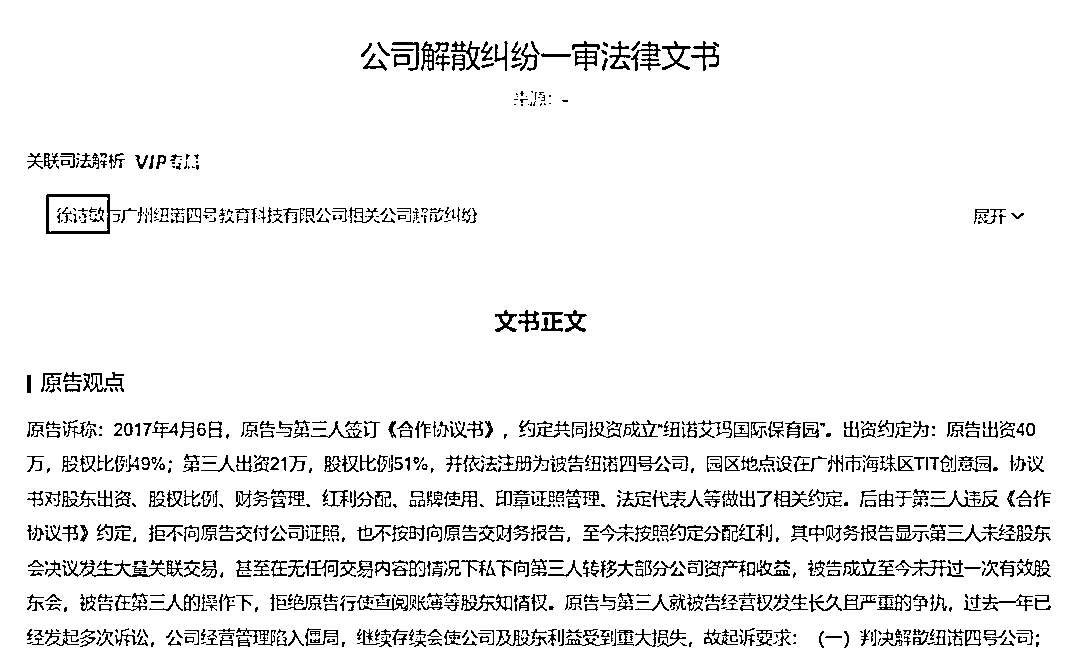 公司解散纠纷一审法律文书
来源: -
关联司法解析 VIP专属
徐诗敏与广州纽诺四号教育科技有限公司相关公司解散纠纷 展开
文书正文
原告观点
原告诉称：2017年4月6日，原告与第三人签订《合作协议书》，约定共同投资成立"纽诺艾玛国际保育园"。出资约定为：原告出资40
万，股权比例49%；第三人出资21万，股权比例51%，并依法注册为被告纽诺四号公司，园区地点设在广州市海珠区TIT创意园。协议
书对股东出资、股权比例、财务管理、红利分配、品牌使用、印章证照管理、法定代表人等做出了相关约定。后由于第三人违反《合作
协议书》约定，拒不向原告交付公司证照，也不按时向原告交财务报告，至今未按照约定分配红利，其中财务报告显示第三人未经股东
会决议发生大量关联交易，甚至在无任何交易内容的情况下私下向第三人转移大部分公司资产和收益，被告成立至今未开过一次有效股
东会，被告在第三人的操作下，拒绝原告行使查阅账簿等股东知情权。原告与第三人就被告经营权发生长久且严重的争执，过去一年已
经发起多次诉讼，公司经营管理陷入僵局，继续存续会使公司及股东利益受到重大损失，故起诉要求：（一）判决解散纽诺四号公司；